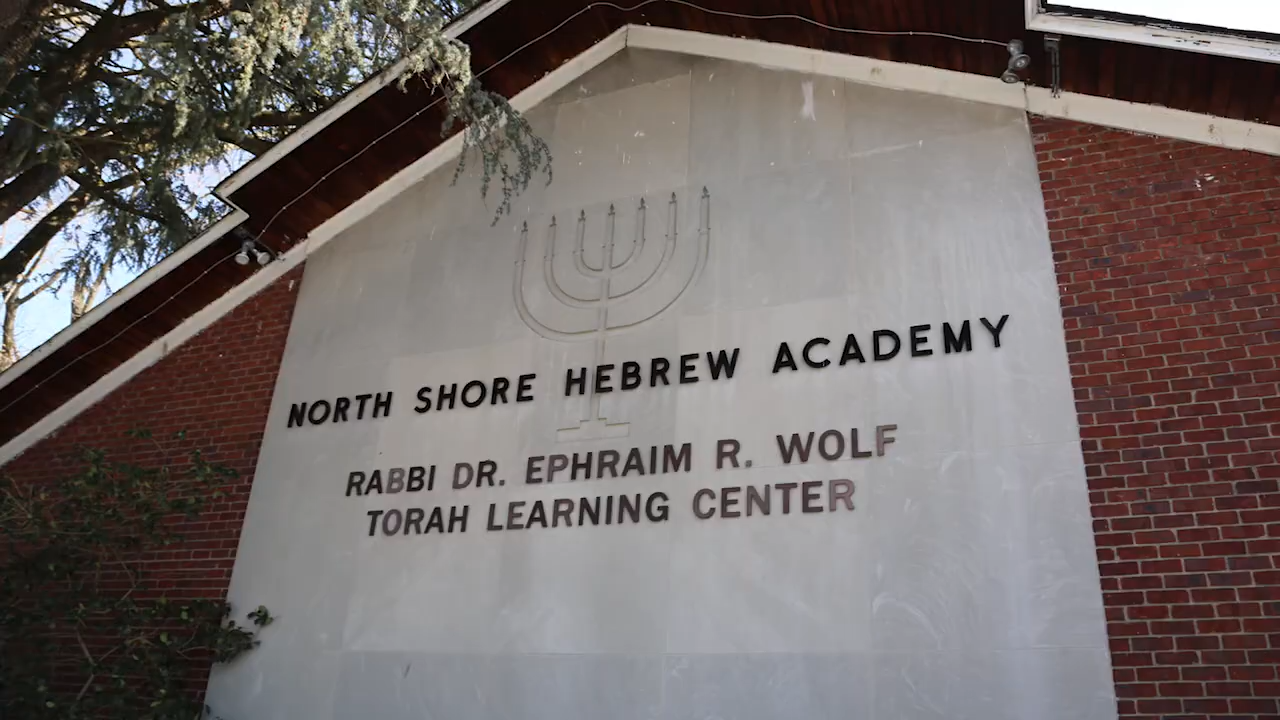 NORTH SHORE HEBREW ACADEMY
RABBI DR. EPHRAIM R. WOLF
TORAH LEARNING CENTER